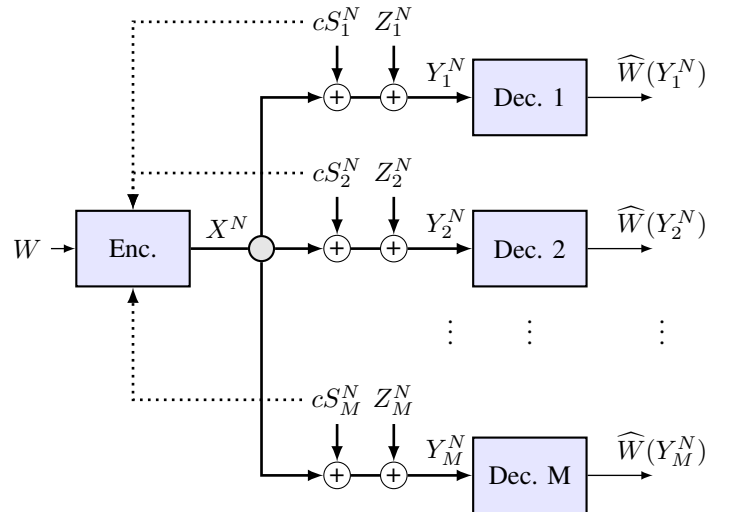 cS_1^N Z_1^N
Y_1^N Dec. 1 \widehat{W}(Y_1^N)
cS_2^N Z_2^N
W Enc. X^N Y_2^N Dec. 2 \widehat{W}(Y_2^N)
⋮ ⋮ ⋮
cS_M^N Z_M^N
Y_M^N Dec. M \widehat{W}(Y_M^N)